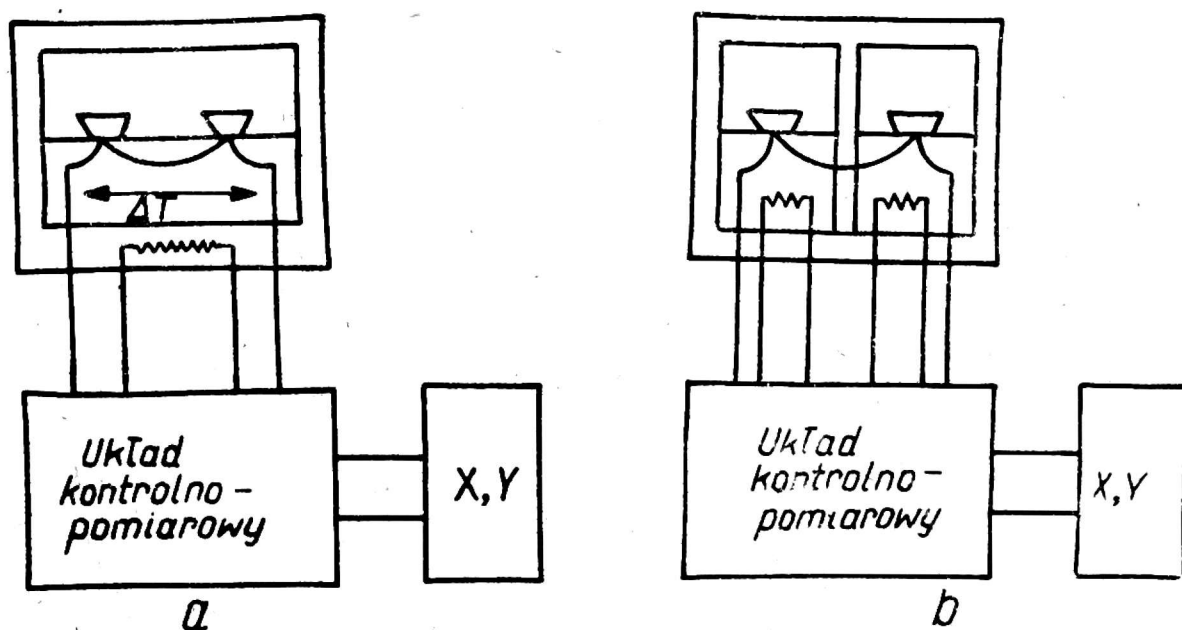 ΔT
Układ
kontrolno-
pomiarowy
X,Y
a
Układ
kontrolno-
pomiarowy
X,Y
b